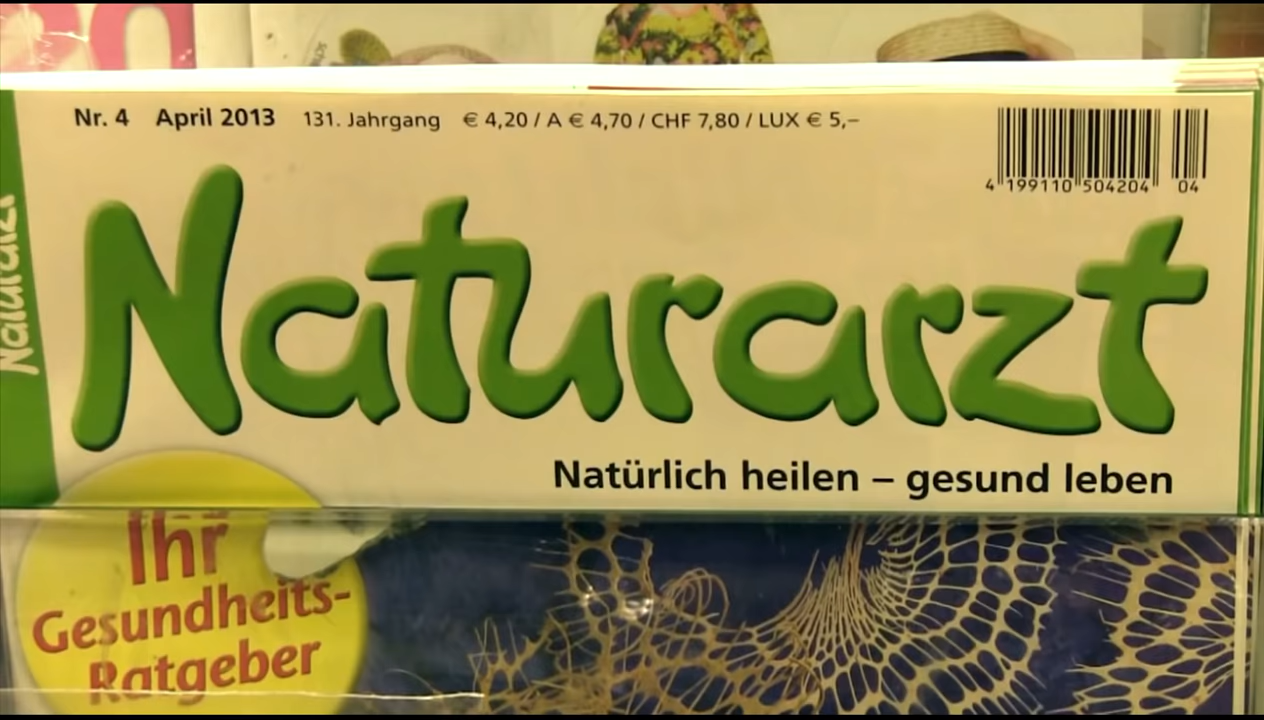 Nr. 4 April 2013 131. Jahrgang € 4,20 / A € 4,70 / CHF 7,80 / LUX € 5,–
4 199110 504204 04
Naturarzt
Naturarzt
Natürlich heilen – gesund leben
Ihr
Gesundheits-
Ratgeber